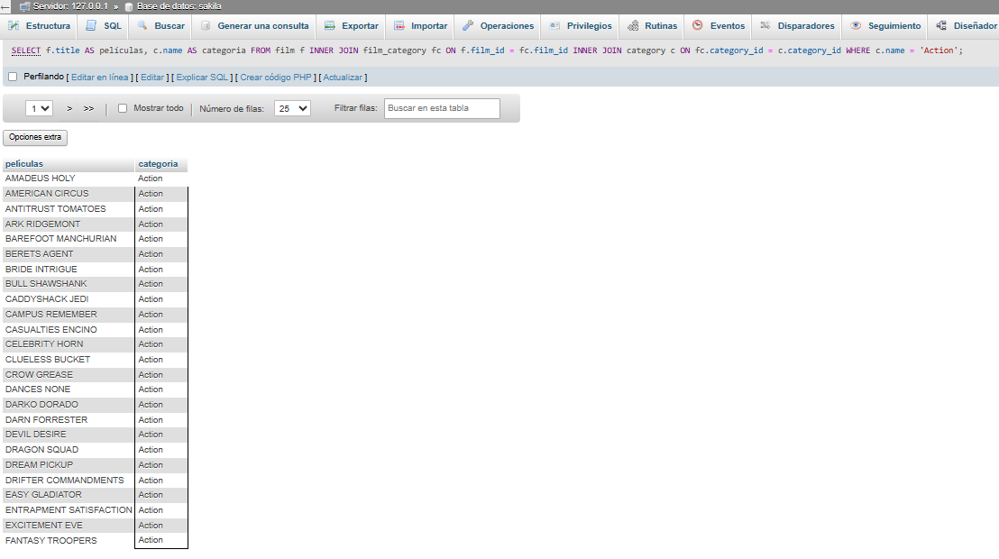 ← Servidor: 127.0.0.1 » Base de datos: sakila
Estructura SQL Buscar Generar una consulta Exportar Importar Operaciones Privilegios Rutinas Eventos Disparadores Seguimiento Diseñador
SELECT f.title AS películas, c.name AS categoria FROM film f INNER JOIN film_category fc ON f.film_id = fc.film_id INNER JOIN category c ON fc.category_id = c.category_id WHERE c.name = 'Action';
Perfilando [ Editar en línea ] [ Editar ] [ Explicar SQL ] [ Crear código PHP ] [ Actualizar ]
1 > >> | Mostrar todo | Número de filas: 25 Filtrar filas: Buscar en esta tabla
Opciones extra
películas categoria
AMADEUS HOLY Action
AMERICAN CIRCUS Action
ANTITRUST TOMATOES Action
ARK RIDGEMONT Action
BAREFOOT MANCHURIAN Action
BERETS AGENT Action
BRIDE INTRIGUE Action
BULL SHAWSHANK Action
CADDYSHACK JEDI Action
CAMPUS REMEMBER Action
CASUALTIES ENCINO Action
CELEBRITY HORN Action
CLUELESS BUCKET Action
CROW GREASE Action
DANCES NONE Action
DARKO DORADO Action
DARN FORRESTER Action
DEVIL DESIRE Action
DRAGON SQUAD Action
DREAM PICKUP Action
DRIFTER COMMANDMENTS Action
EASY GLADIATOR Action
ENTRAPMENT SATISFACTION Action
EXCITEMENT EVE Action
FANTASY TROOPERS Action